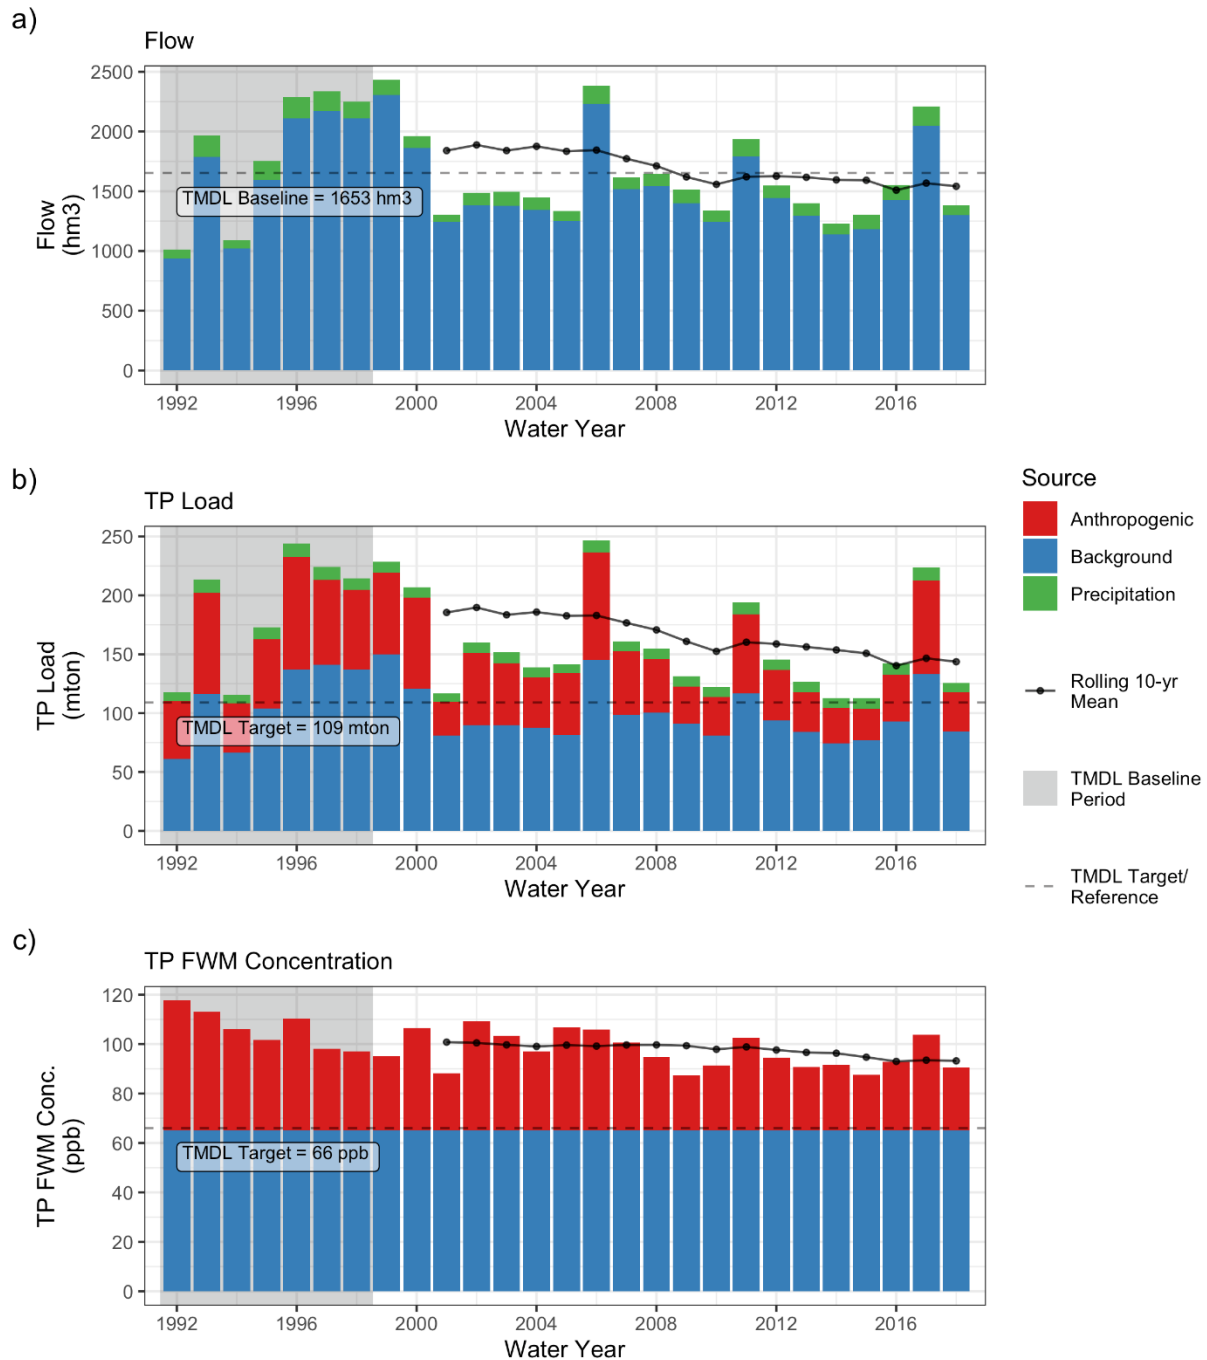 a)
Flow
2500
2000
1500
1000
500
0
Flow
(hm3)
TMDL Baseline = 1653 hm3
1992
1996
2000
2004
2008
2012
2016
Water Year
b)
TP Load
250
200
150
100
50
0
TP Load
(mton)
TMDL Target = 109 mton
1992
1996
2000
2004
2008
2012
2016
Water Year
Source
Anthropogenic
Background
Precipitation
Rolling 10-yr
Mean
TMDL Baseline
Period
TMDL Target/
Reference
c)
TP FWM Concentration
120
100
80
60
40
20
0
TP FWM Conc.
(ppb)
TMDL Target = 66 ppb
1992
1996
2000
2004
2008
2012
2016
Water Year